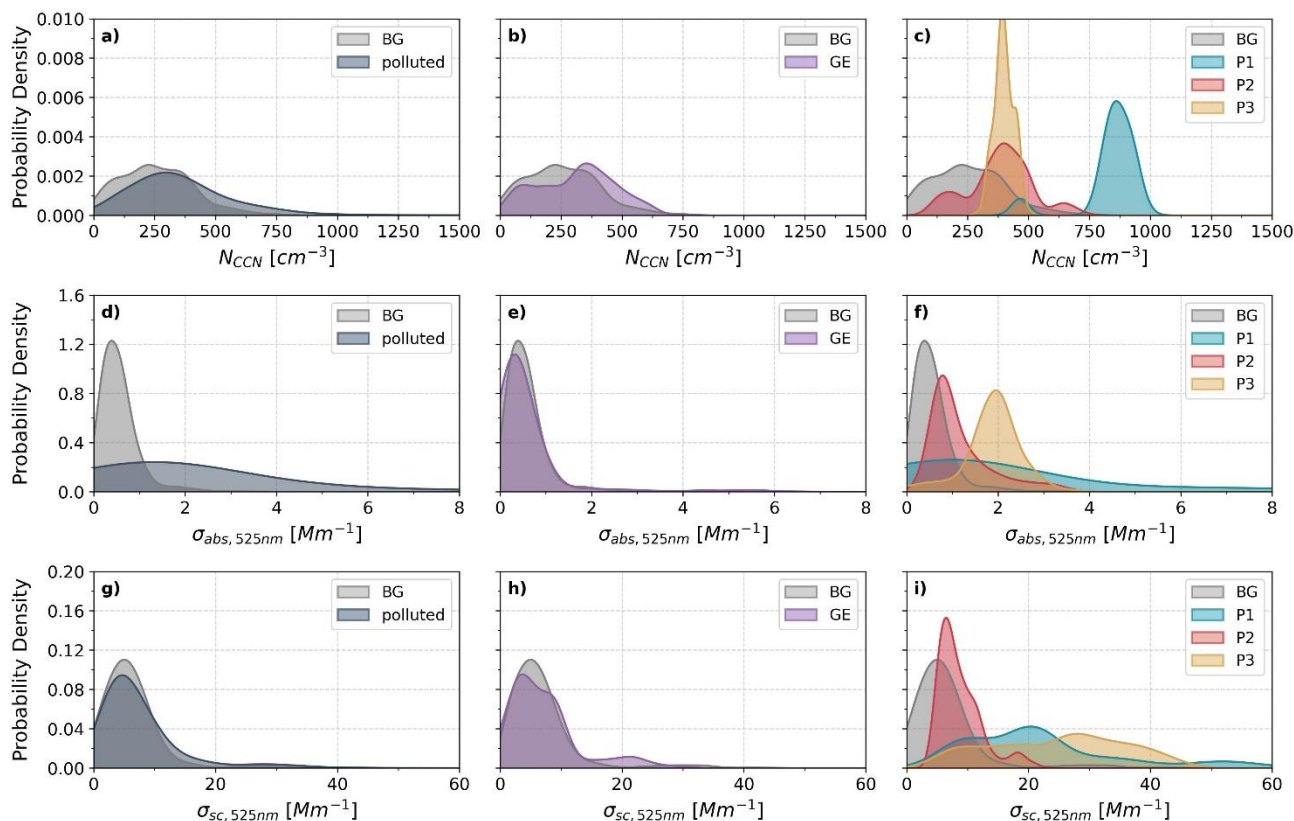 a)
BG
polluted
b)
BG
GE
c)
BG
P1
P2
P3
Probability Density
0.010
0.008
0.006
0.004
0.002
0.000
0 250 500 750 1000 1250 1500
0 250 500 750 1000 1250 1500
0 250 500 750 1000 1250 1500
N_CCN [cm⁻³]
N_CCN [cm⁻³]
N_CCN [cm⁻³]
d)
BG
polluted
e)
BG
GE
f)
BG
P1
P2
P3
Probability Density
1.6
1.2
0.8
0.4
0.0
0 2 4 6 8
0 2 4 6 8
0 2 4 6 8
σ_abs, 525nm [Mm⁻¹]
σ_abs, 525nm [Mm⁻¹]
σ_abs, 525nm [Mm⁻¹]
g)
BG
polluted
h)
BG
GE
i)
BG
P1
P2
P3
Probability Density
0.20
0.16
0.12
0.08
0.04
0.00
0 20 40 60
0 20 40 60
0 20 40 60
σ_sc, 525nm [Mm⁻¹]
σ_sc, 525nm [Mm⁻¹]
σ_sc, 525nm [Mm⁻¹]